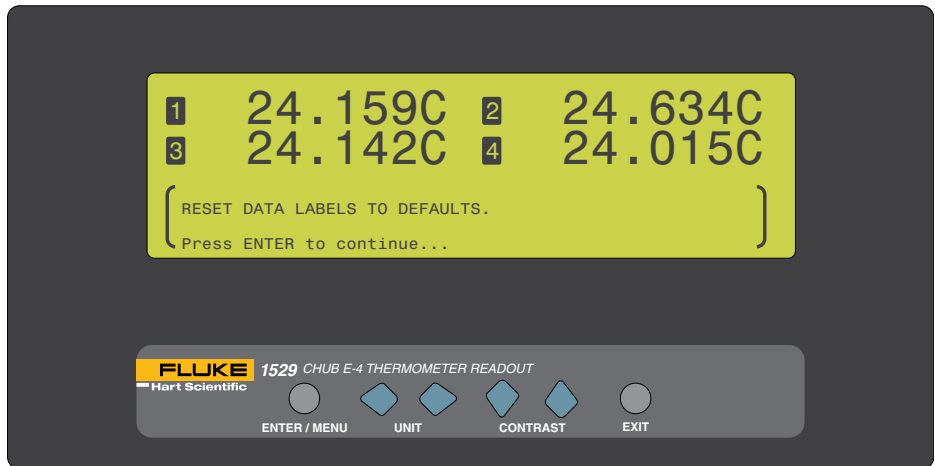 1 24.159C 2 24.634C
3 24.142C 4 24.015C
RESET DATA LABELS TO DEFAULTS.
Press ENTER to continue...
FLUKE 1529 CHUB E-4 THERMOMETER READOUT
Hart Scientific
ENTER / MENU UNIT CONTRAST EXIT